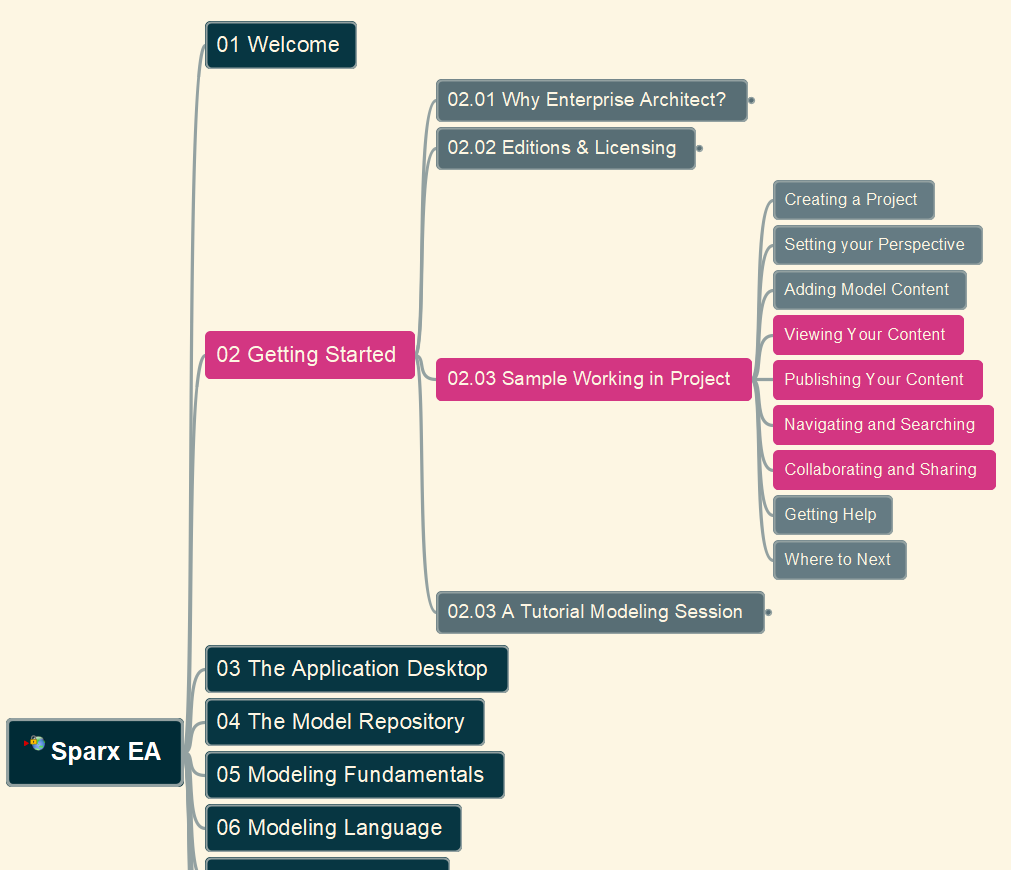 01 Welcome
02.01 Why Enterprise Architect?
02.02 Editions & Licensing
Creating a Project
Setting your Perspective
Adding Model Content
Viewing Your Content
02 Getting Started
02.03 Sample Working in Project
Publishing Your Content
Navigating and Searching
Collaborating and Sharing
Getting Help
Where to Next
02.03 A Tutorial Modeling Session
03 The Application Desktop
04 The Model Repository
Sparx EA
05 Modeling Fundamentals
06 Modeling Language